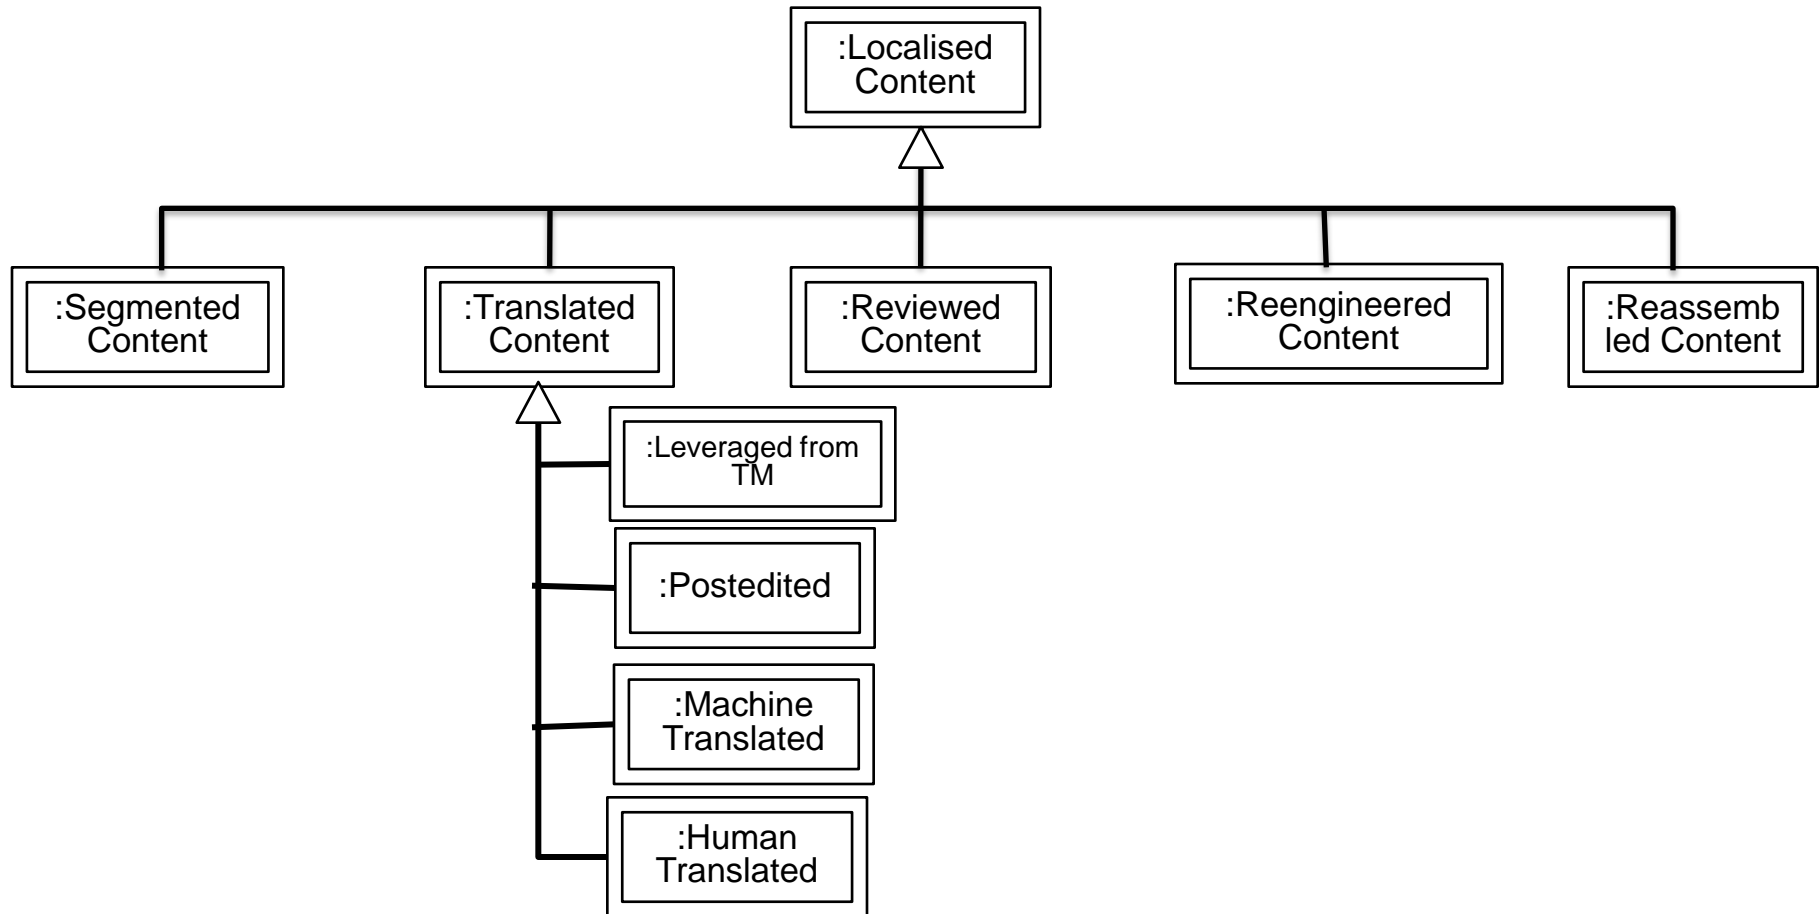 :Localised
Content
:Segmented
Content
:Translated
Content
:Reviewed
Content
:Reengineered
Content
:Reassemb
led Content
:Leveraged from
TM
:Postedited
:Machine
Translated
:Human
Translated